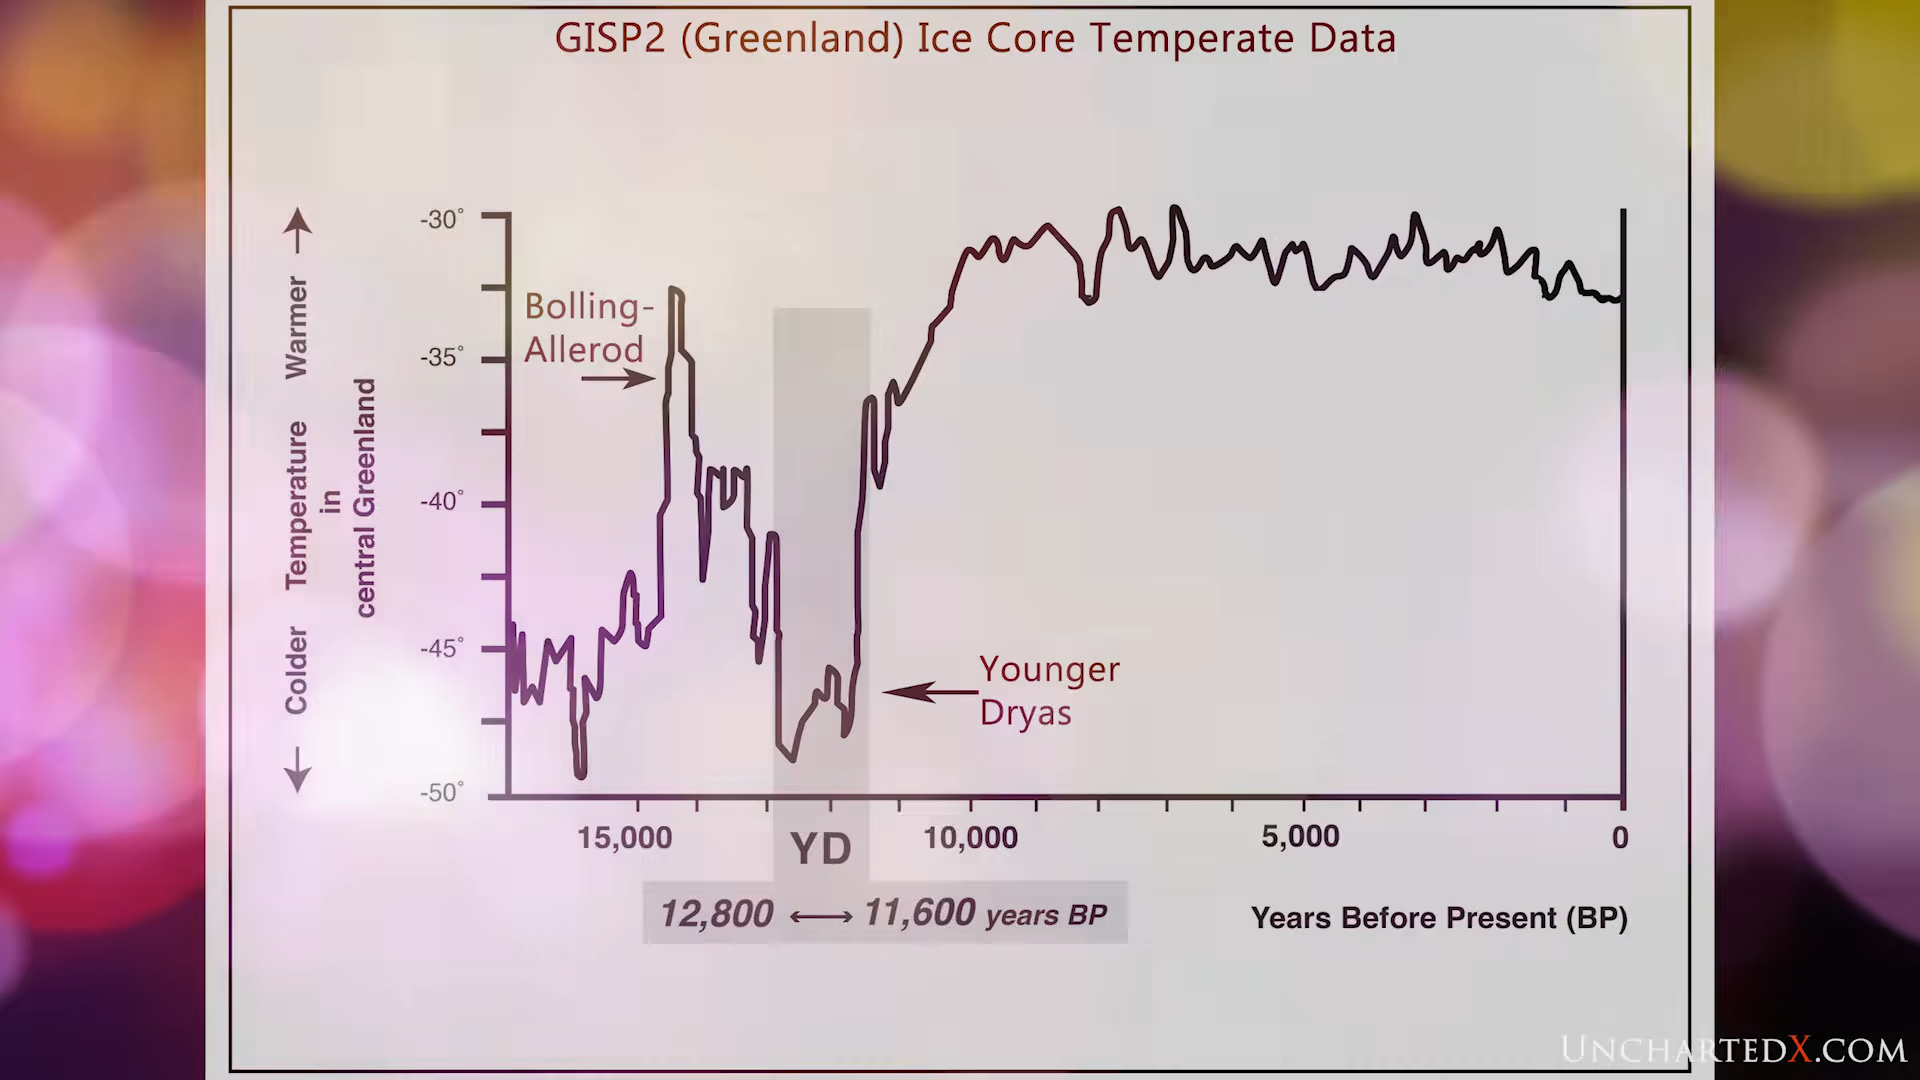 GISP2 (Greenland) Ice Core Temperate Data
-30°
-35°
-40°
-45°
-50°
Colder Temperature Warmer
in
central Greenland
Bolling-
Allerod
Younger
Dryas
15,000
YD
10,000
5,000
0
12,800 ⟷ 11,600 years BP
Years Before Present (BP)
UNCHARTEDX.COM